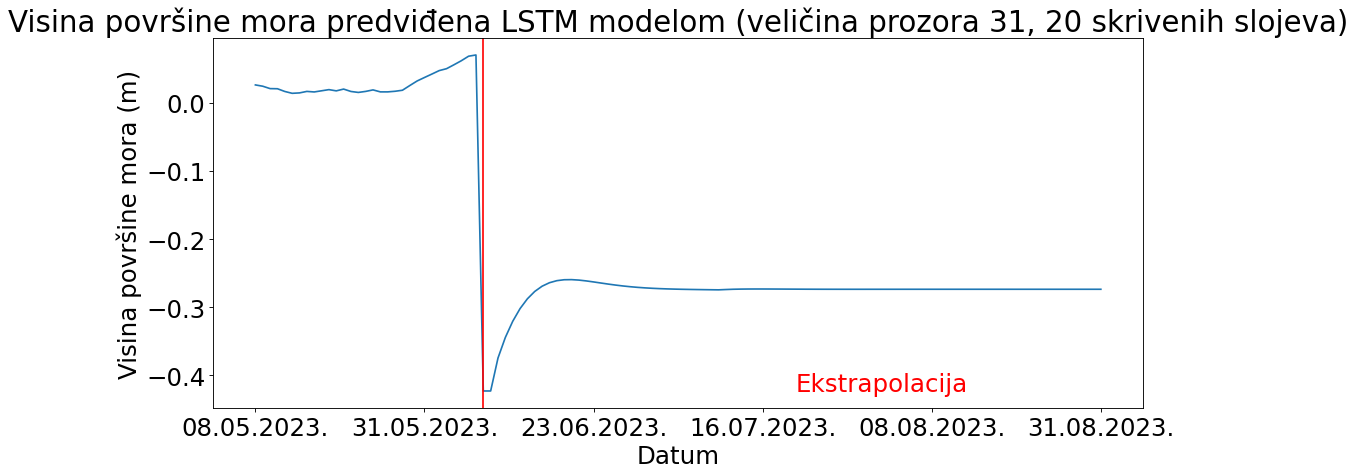 Visina površine mora predviđena LSTM modelom (veličina prozora 31, 20 skrivenih slojeva)
Visina površine mora (m)
0.0
−0.1
−0.2
−0.3
−0.4
Ekstrapolacija
08.05.2023. 31.05.2023. 23.06.2023. 16.07.2023. 08.08.2023. 31.08.2023.
Datum